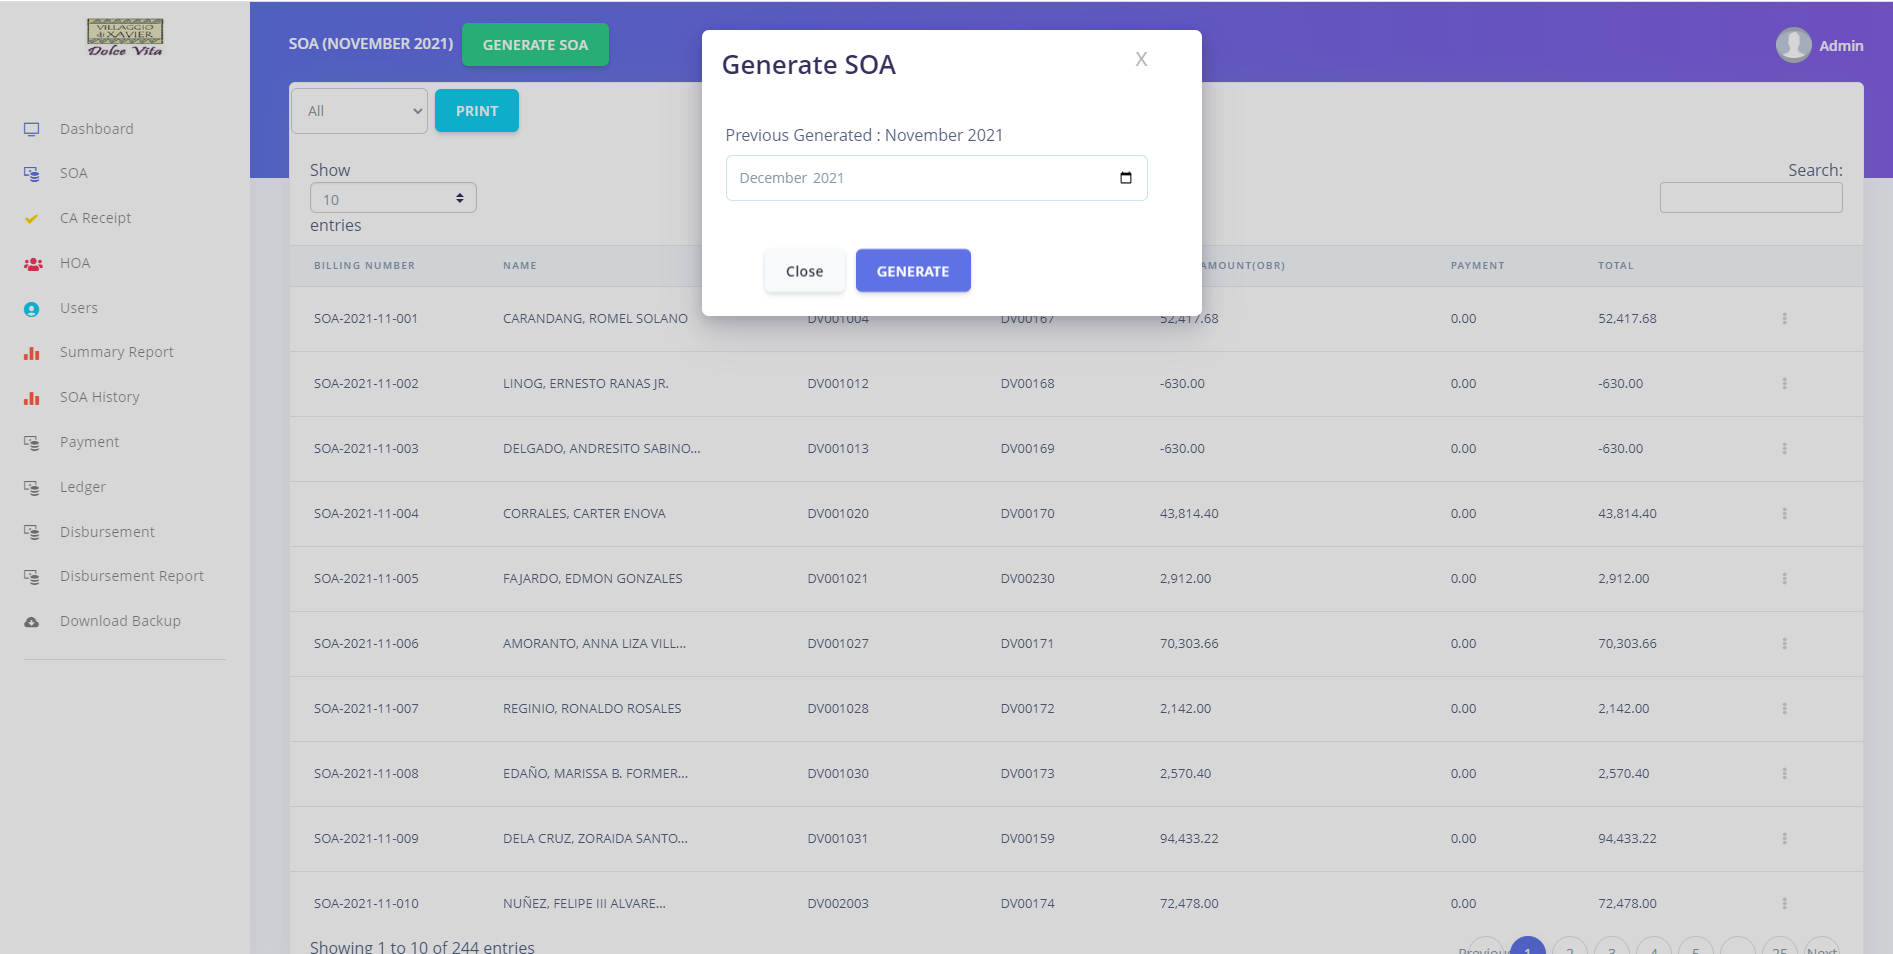 VILLAGGIO
di XAVIER
Dolce Vita
SOA (NOVEMBER 2021)
GENERATE SOA
Admin
Generate SOA
X
Previous Generated : November 2021
December 2021
Close
GENERATE
Dashboard
SOA
CA Receipt
HOA
Users
Summary Report
SOA History
Payment
Ledger
Disbursement
Disbursement Report
Download Backup
All
PRINT
Show
10
entries
Search:
BILLING NUMBER NAME AMOUNT(OBR) PAYMENT TOTAL
SOA-2021-11-001 CARANDANG, ROMEL SOLANO DV001004 DV00167 52,417.68 0.00 52,417.68
SOA-2021-11-002 LINOG, ERNESTO RANAS JR. DV001012 DV00168 -630.00 0.00 -630.00
SOA-2021-11-003 DELGADO, ANDRESITO SABINO... DV001013 DV00169 -630.00 0.00 -630.00
SOA-2021-11-004 CORRALES, CARTER ENOVA DV001020 DV00170 43,814.40 0.00 43,814.40
SOA-2021-11-005 FAJARDO, EDMON GONZALES DV001021 DV00230 2,912.00 0.00 2,912.00
SOA-2021-11-006 AMORANTO, ANNA LIZA VILL... DV001027 DV00171 70,303.66 0.00 70,303.66
SOA-2021-11-007 REGINIO, RONALDO ROSALES DV001028 DV00172 2,142.00 0.00 2,142.00
SOA-2021-11-008 EDAÑO, MARISSA B. FORMER... DV001030 DV00173 2,570.40 0.00 2,570.40
SOA-2021-11-009 DELA CRUZ, ZORAIDA SANTO... DV001031 DV00159 94,433.22 0.00 94,433.22
SOA-2021-11-010 NUÑEZ, FELIPE III ALVARE... DV002003 DV00174 72,478.00 0.00 72,478.00
Showing 1 to 10 of 244 entries
Previous 1 2 3 4 5 ... 25 Next